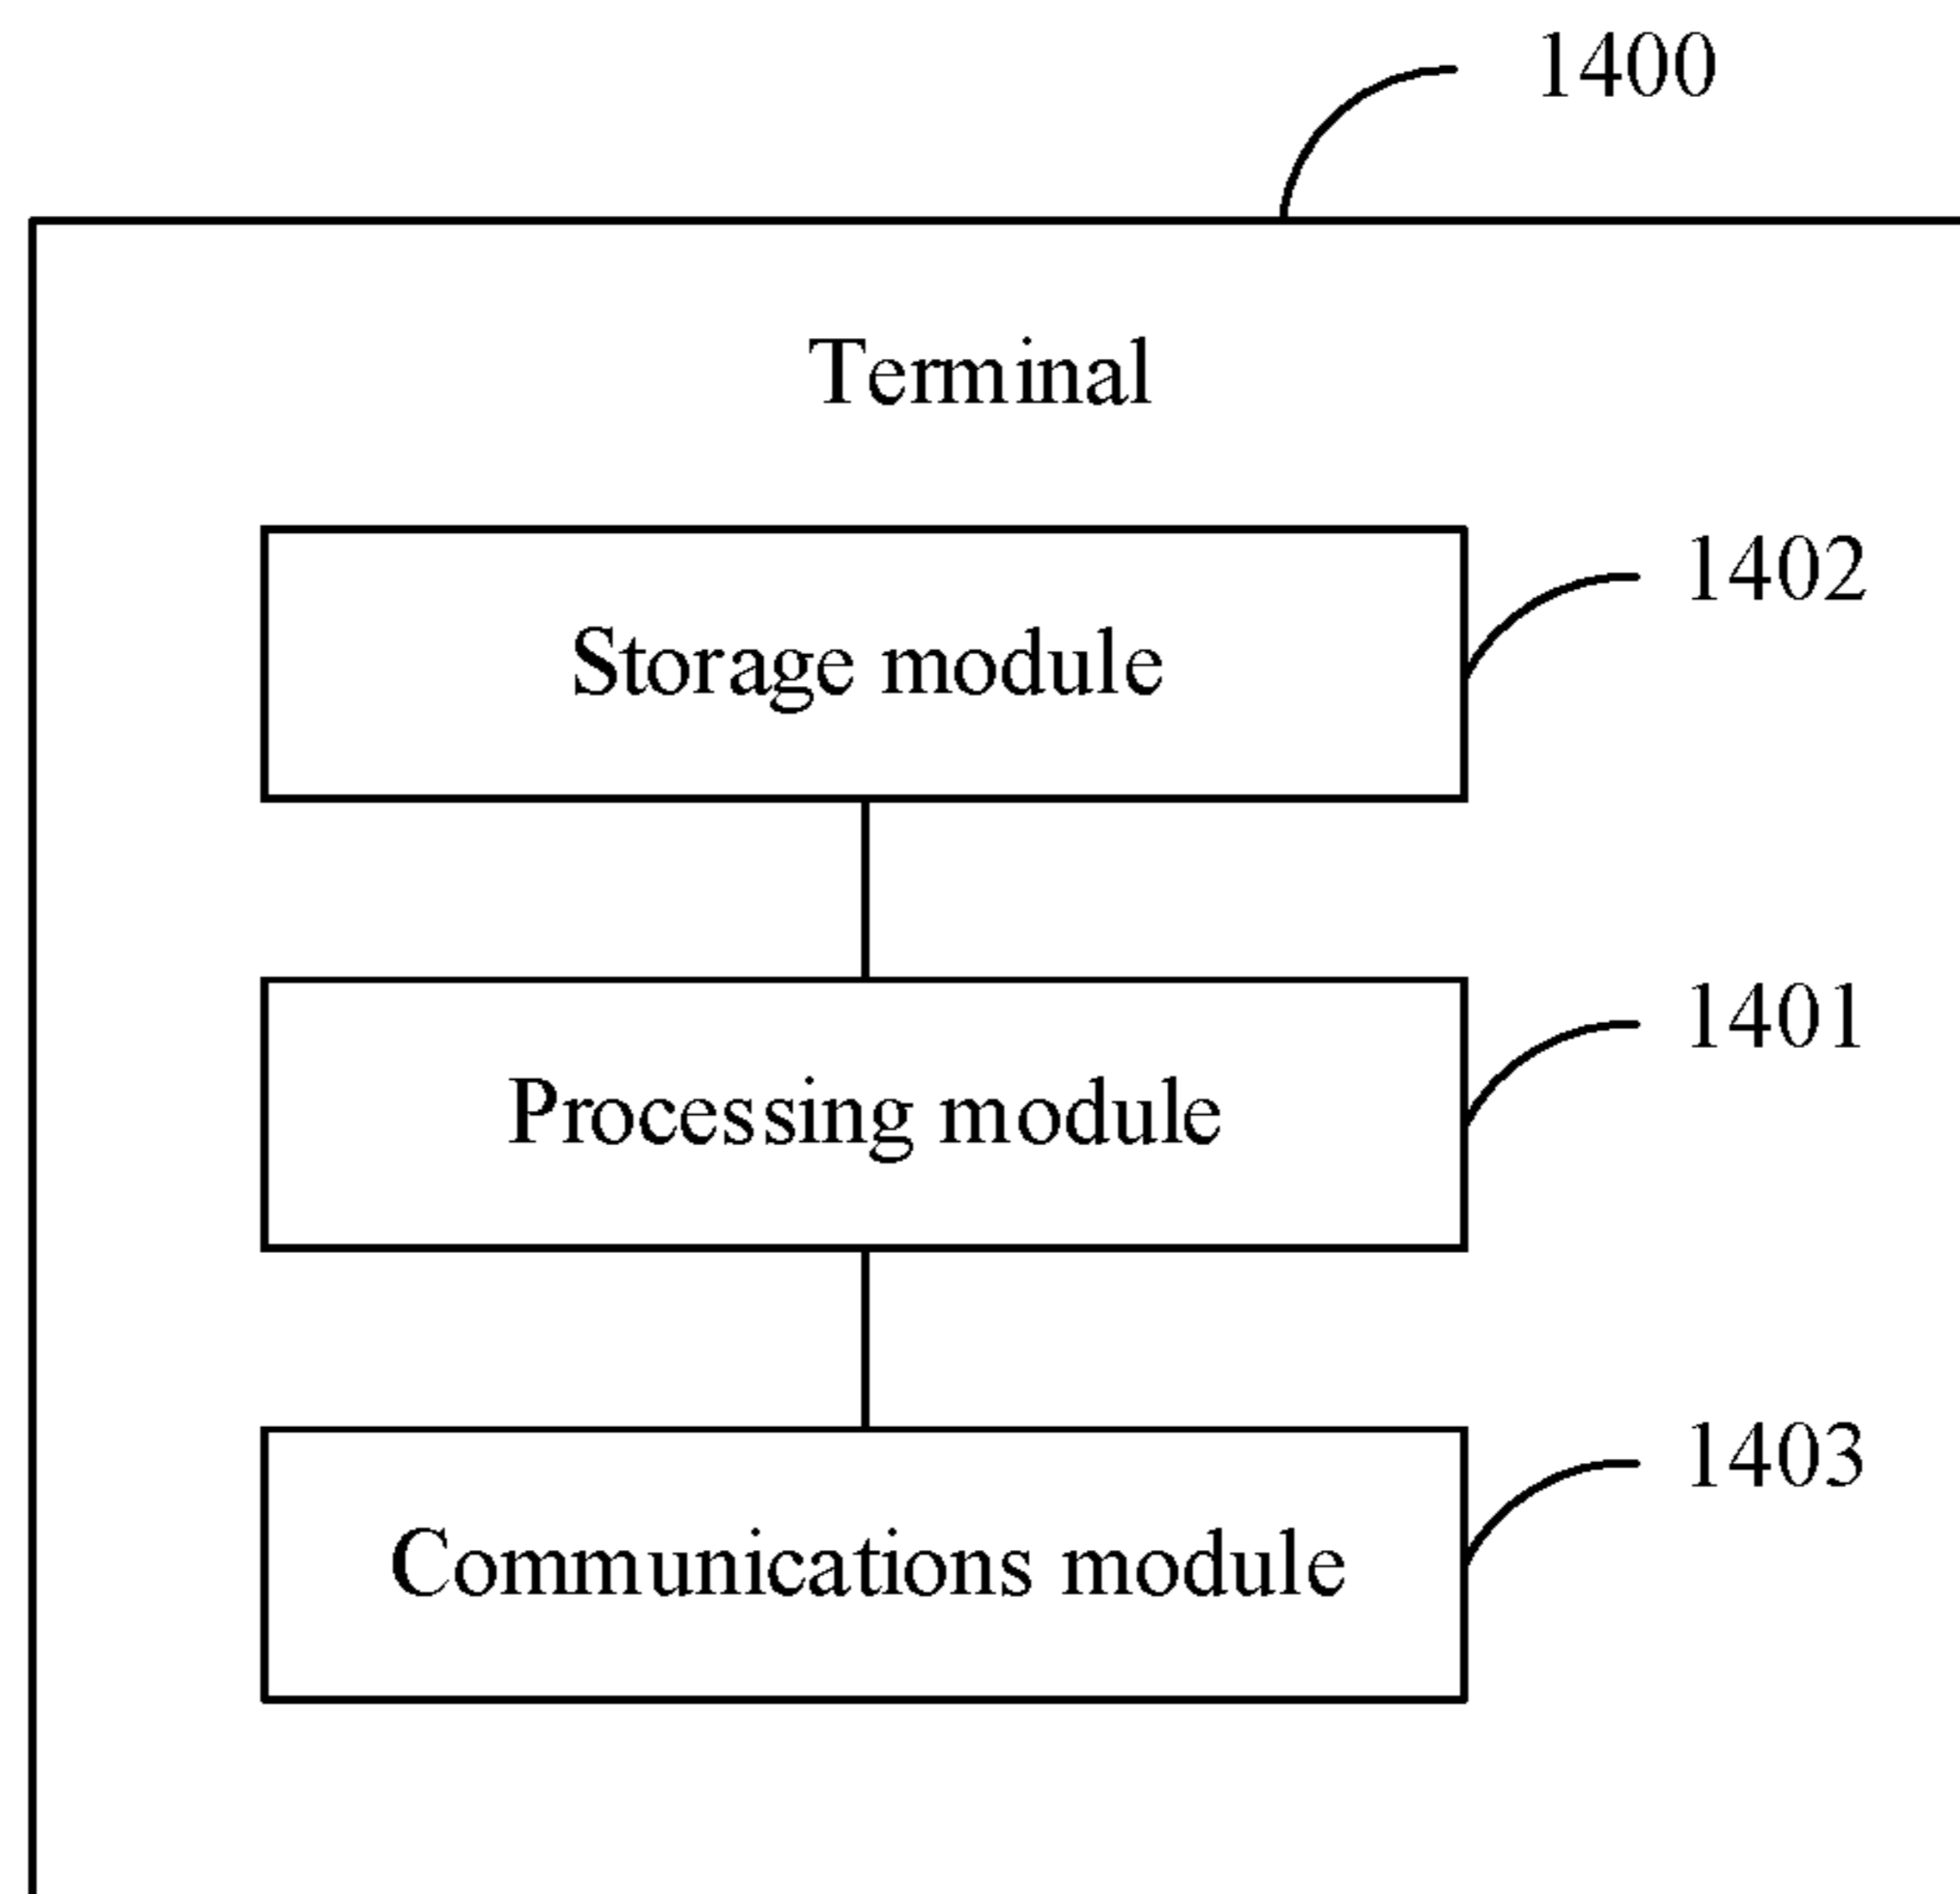 1400
Terminal
Storage module
1402
Processing module
1401
Communications module
1403